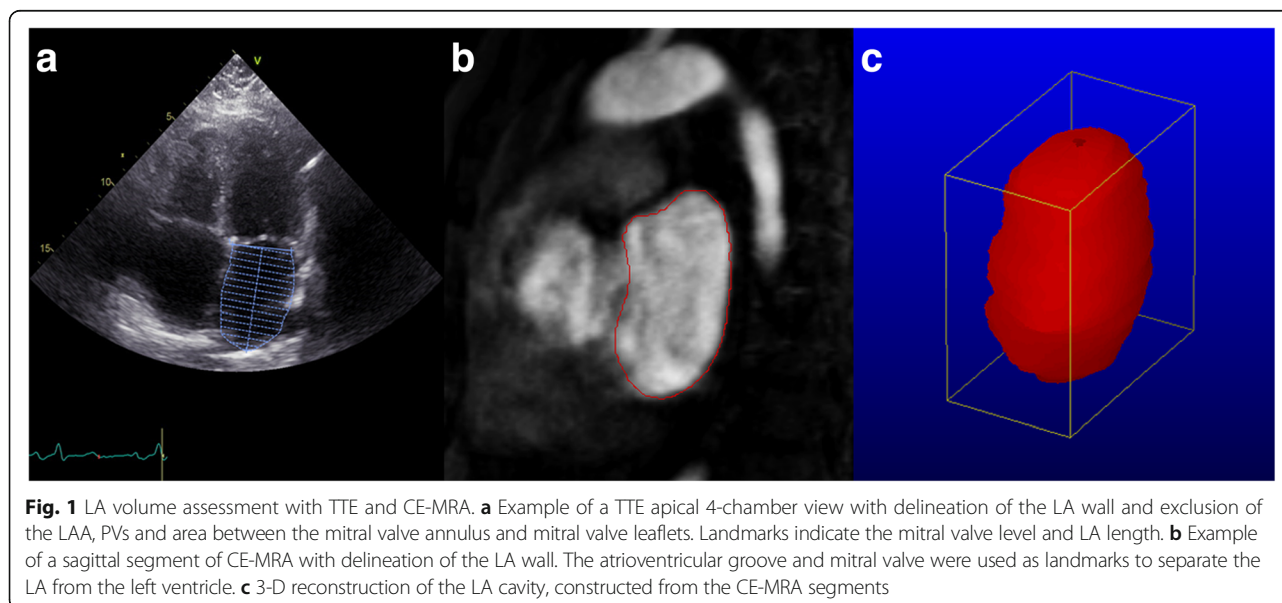 a
b
c
V
5
10
15
Fig. 1 LA volume assessment with TTE and CE-MRA. a Example of a TTE apical 4-chamber view with delineation of the LA wall and exclusion of
the LAA, PVs and area between the mitral valve annulus and mitral valve leaflets. Landmarks indicate the mitral valve level and LA length. b Example
of a sagittal segment of CE-MRA with delineation of the LA wall. The atrioventricular groove and mitral valve were used as landmarks to separate the
LA from the left ventricle. c 3-D reconstruction of the LA cavity, constructed from the CE-MRA segments